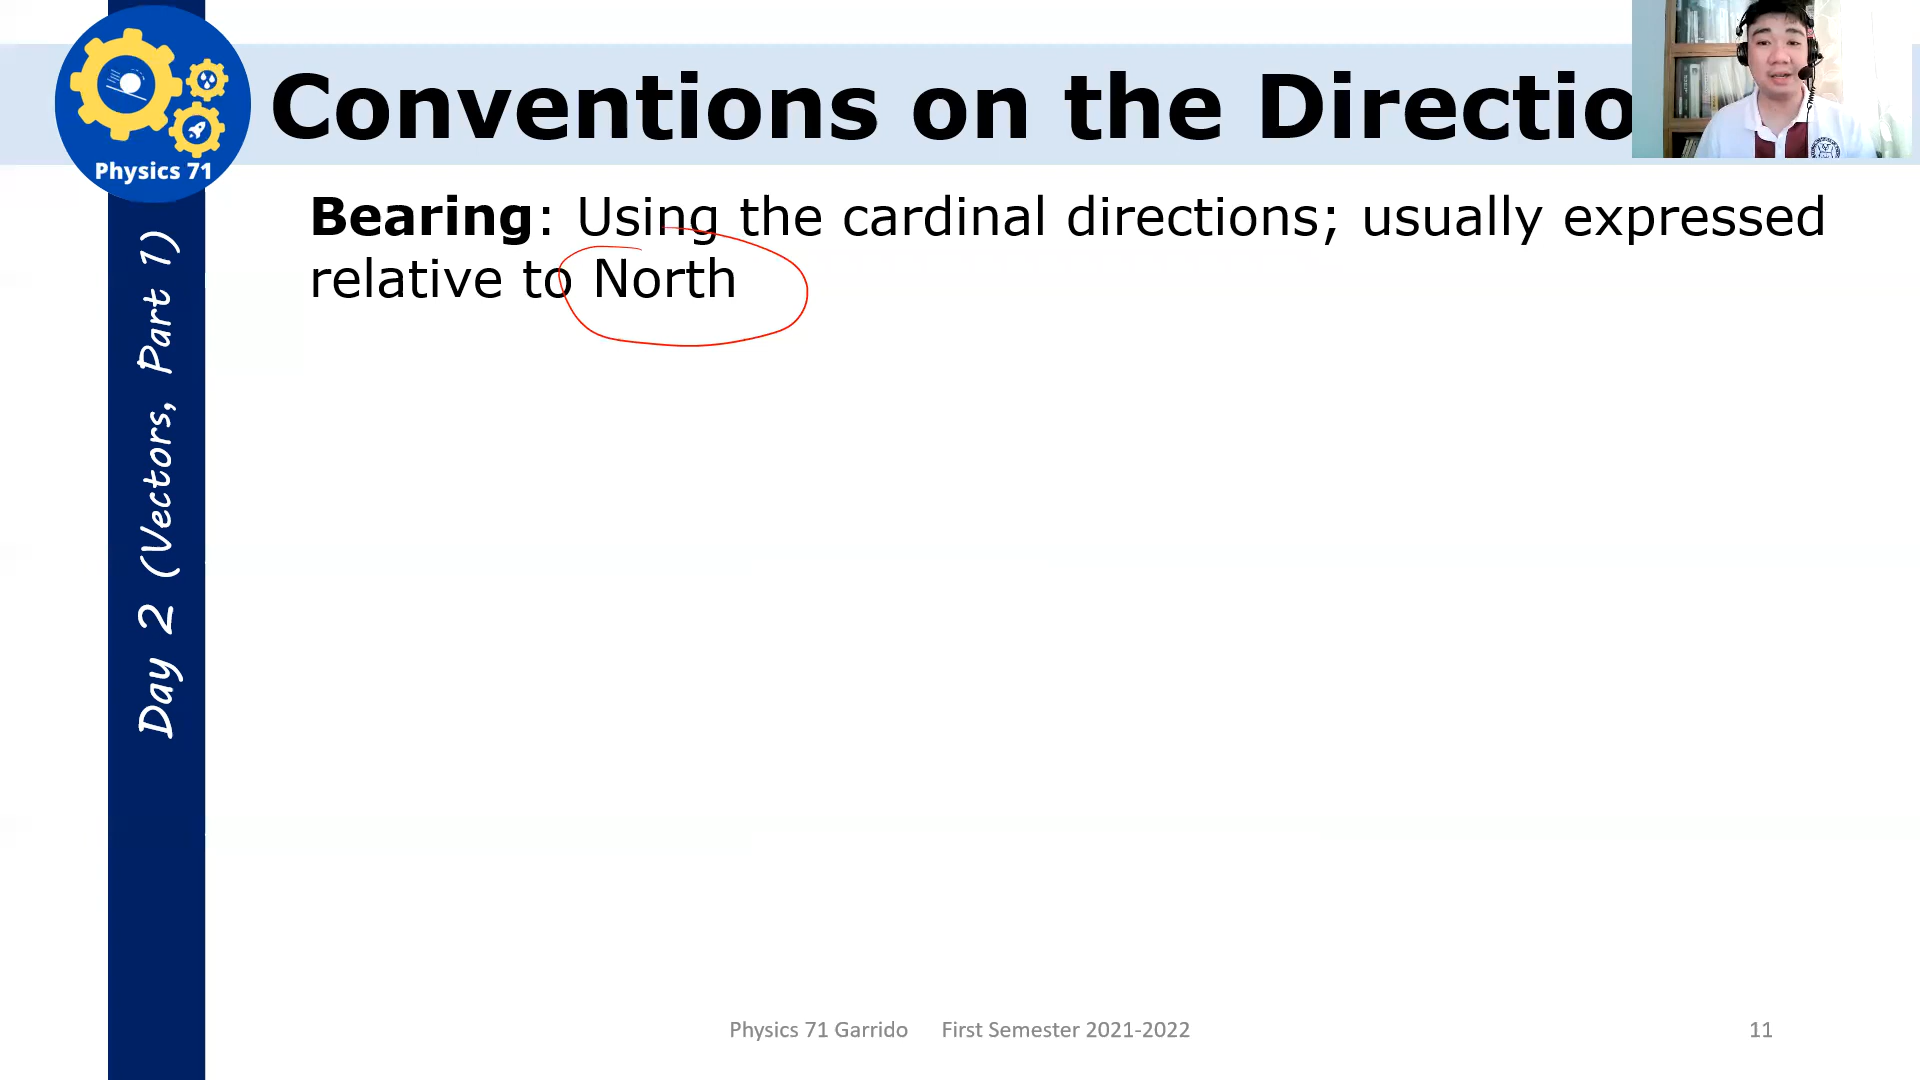 Conventions on the Directio
Physics 71
Bearing: Using the cardinal directions; usually expressed
relative to North
Day 2 (Vectors, Part 1)
Physics 71 Garrido First Semester 2021-2022
11